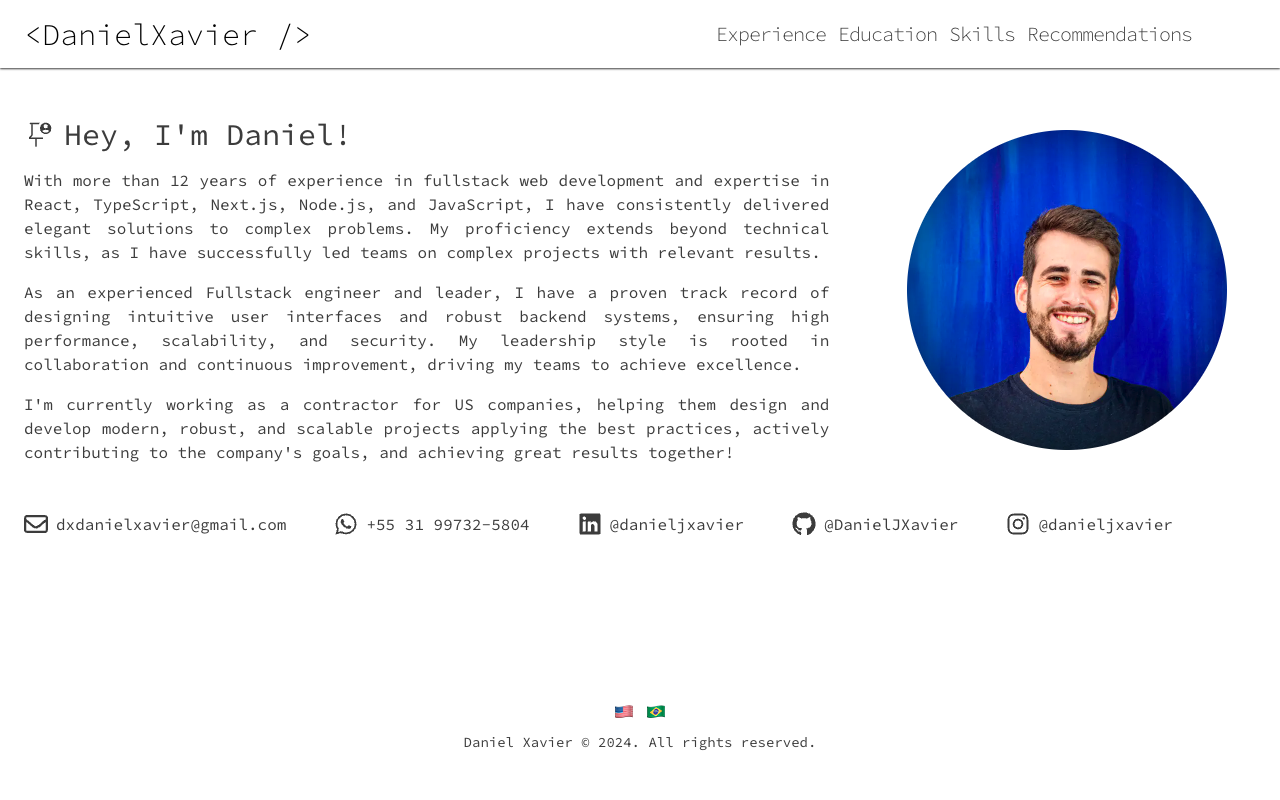 <DanielXavier />
Experience Education Skills Recommendations
Hey, I'm Daniel!
With more than 12 years of experience in fullstack web development and expertise in
React, TypeScript, Next.js, Node.js, and JavaScript, I have consistently delivered
elegant solutions to complex problems. My proficiency extends beyond technical
skills, as I have successfully led teams on complex projects with relevant results.
As an experienced Fullstack engineer and leader, I have a proven track record of
designing intuitive user interfaces and robust backend systems, ensuring high
performance, scalability, and security. My leadership style is rooted in
collaboration and continuous improvement, driving my teams to achieve excellence.
I'm currently working as a contractor for US companies, helping them design and
develop modern, robust, and scalable projects applying the best practices, actively
contributing to the company's goals, and achieving great results together!
dxdanielxavier@gmail.com
+55 31 99732-5804
@danieljxavier
@DanielJXavier
@danieljxavier
Daniel Xavier © 2024. All rights reserved.